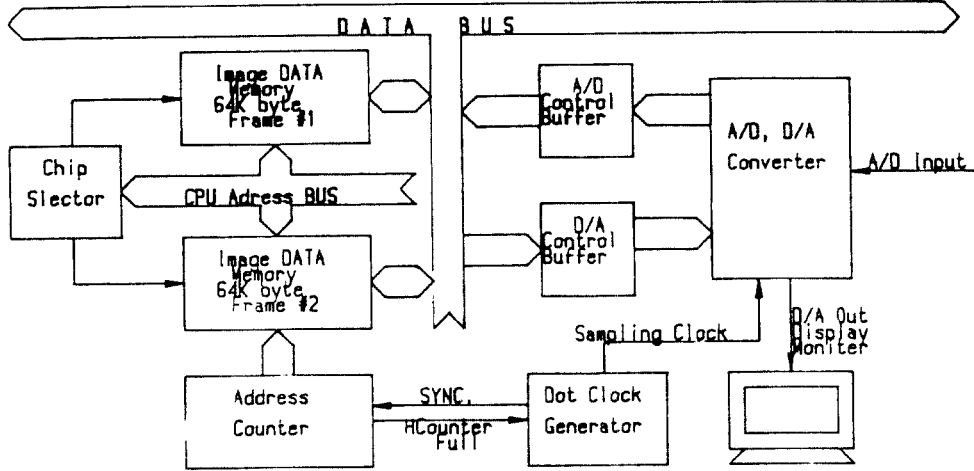 DATA BUS
Image DATA
Memory
64K byte
Frame #1
A/D
Control
Buffer
A/D, D/A
Converter
A/D Input
Chip
Slector
CPU Adress BUS
D/A
Control
Buffer
Image DATA
Memory
64K byte
Frame #2
Sampling Clock
D/A Out
Display
Moniter
Address
Counter
SYNC.
HCounter
Full
Dot Clock
Generator